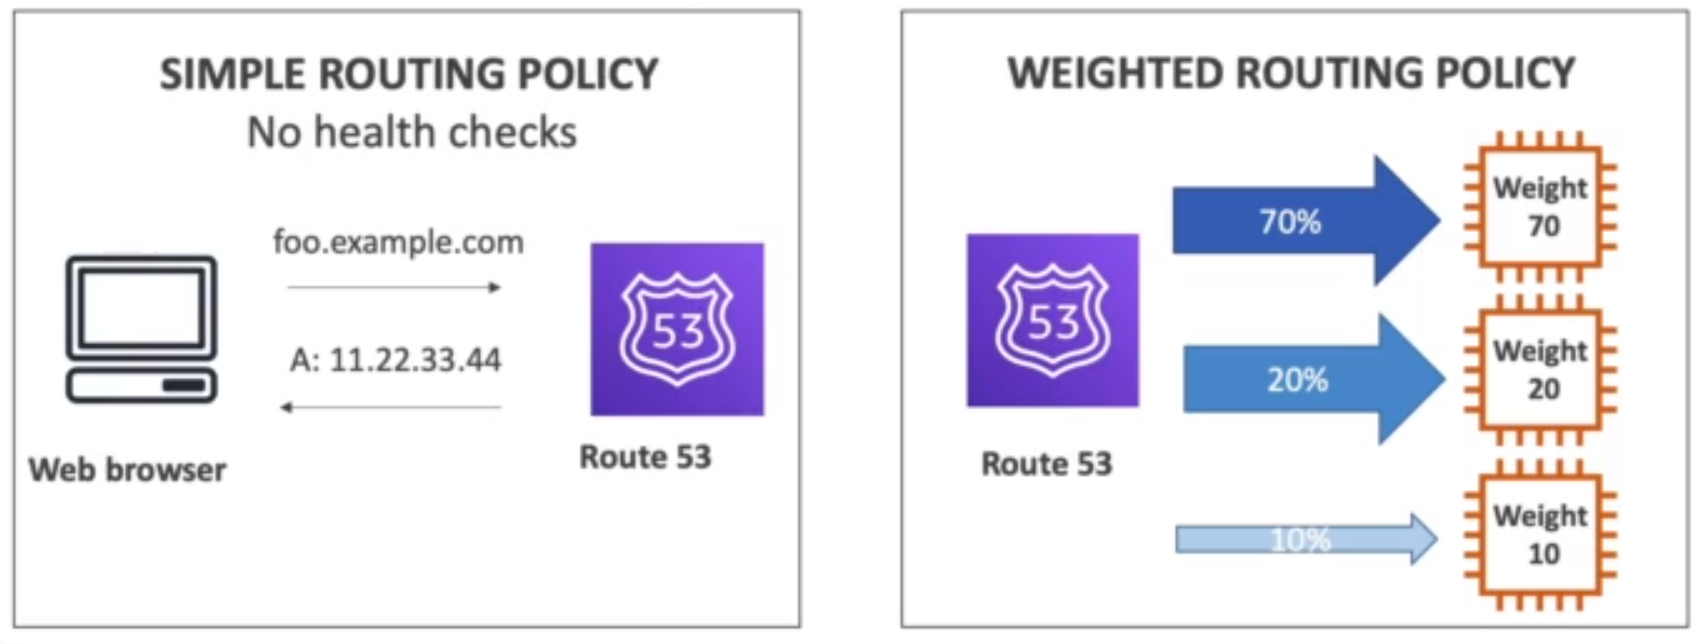 SIMPLE ROUTING POLICY
No health checks
foo.example.com
A: 11.22.33.44
53
Web browser
Route 53
WEIGHTED ROUTING POLICY
53
Route 53
70%
Weight
70
20%
Weight
20
10%
Weight
10